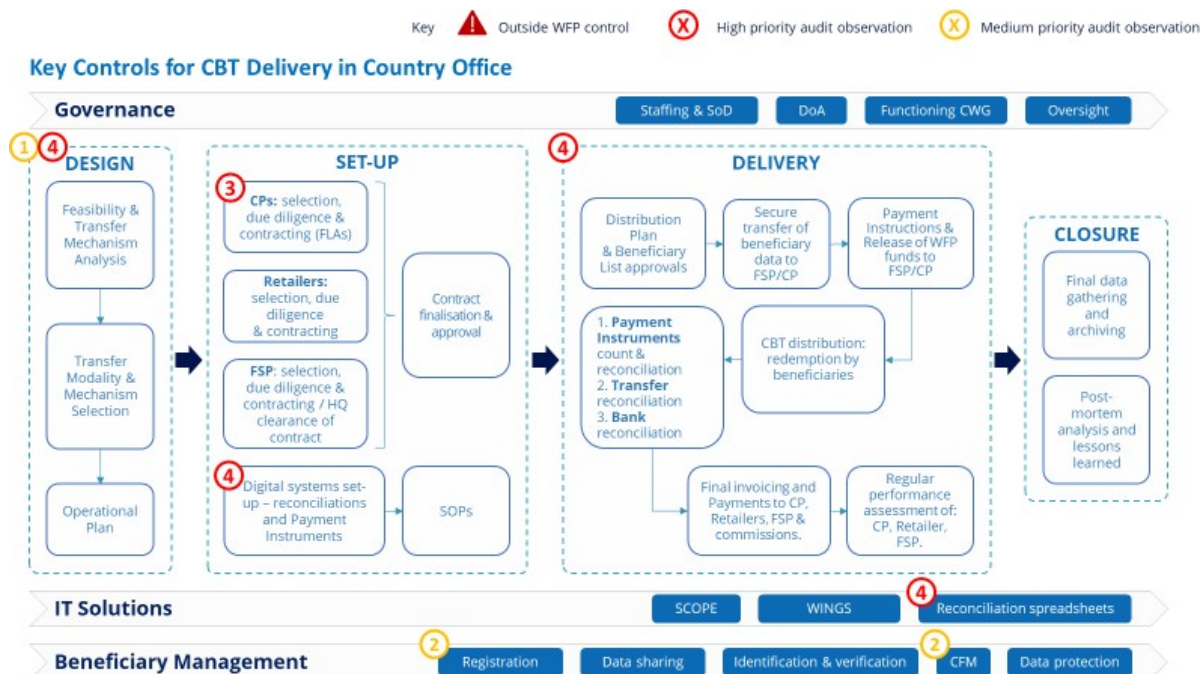 Key
Outside WFP control
X
High priority audit observation
X
Medium priority audit observation
Key Controls for CBT Delivery in Country Office
Governance
Staffing & SoD
DoA
Functioning CWG
Oversight
1
4
DESIGN
Feasibility &
Transfer
Mechanism
Analysis
Transfer
Modality &
Mechanism
Selection
Operational
Plan
SET-UP
3
CPs: selection,
due diligence &
contracting (FLAs)
Retailers:
selection, due
diligence
& contracting
FSP: selection,
due diligence &
contracting / HQ
clearance of
contract
Contract
finalisation &
approval
4
Digital systems set-
up – reconciliations
and Payment
Instruments
SOPs
4
DELIVERY
Distribution
Plan
& Beneficiary
List approvals
Secure
transfer of
beneficiary
data to
FSP/CP
Payment
Instructions &
Release of WFP
funds to
FSP/CP
1. Payment
Instruments
count &
reconciliation
2. Transfer
reconciliation
3. Bank
reconciliation
CBT distribution:
redemption by
beneficiaries
Final invoicing and
Payments to CP,
Retailers, FSP &
commissions.
Regular
performance
assessment of:
CP, Retailer,
FSP.
CLOSURE
Final data
gathering
and
archiving
Post-
mortem
analysis and
lessons
learned
IT Solutions
SCOPE
WINGS
4
Reconciliation spreadsheets
Beneficiary Management
2
Registration
Data sharing
Identification & verification
2
CFM
Data protection